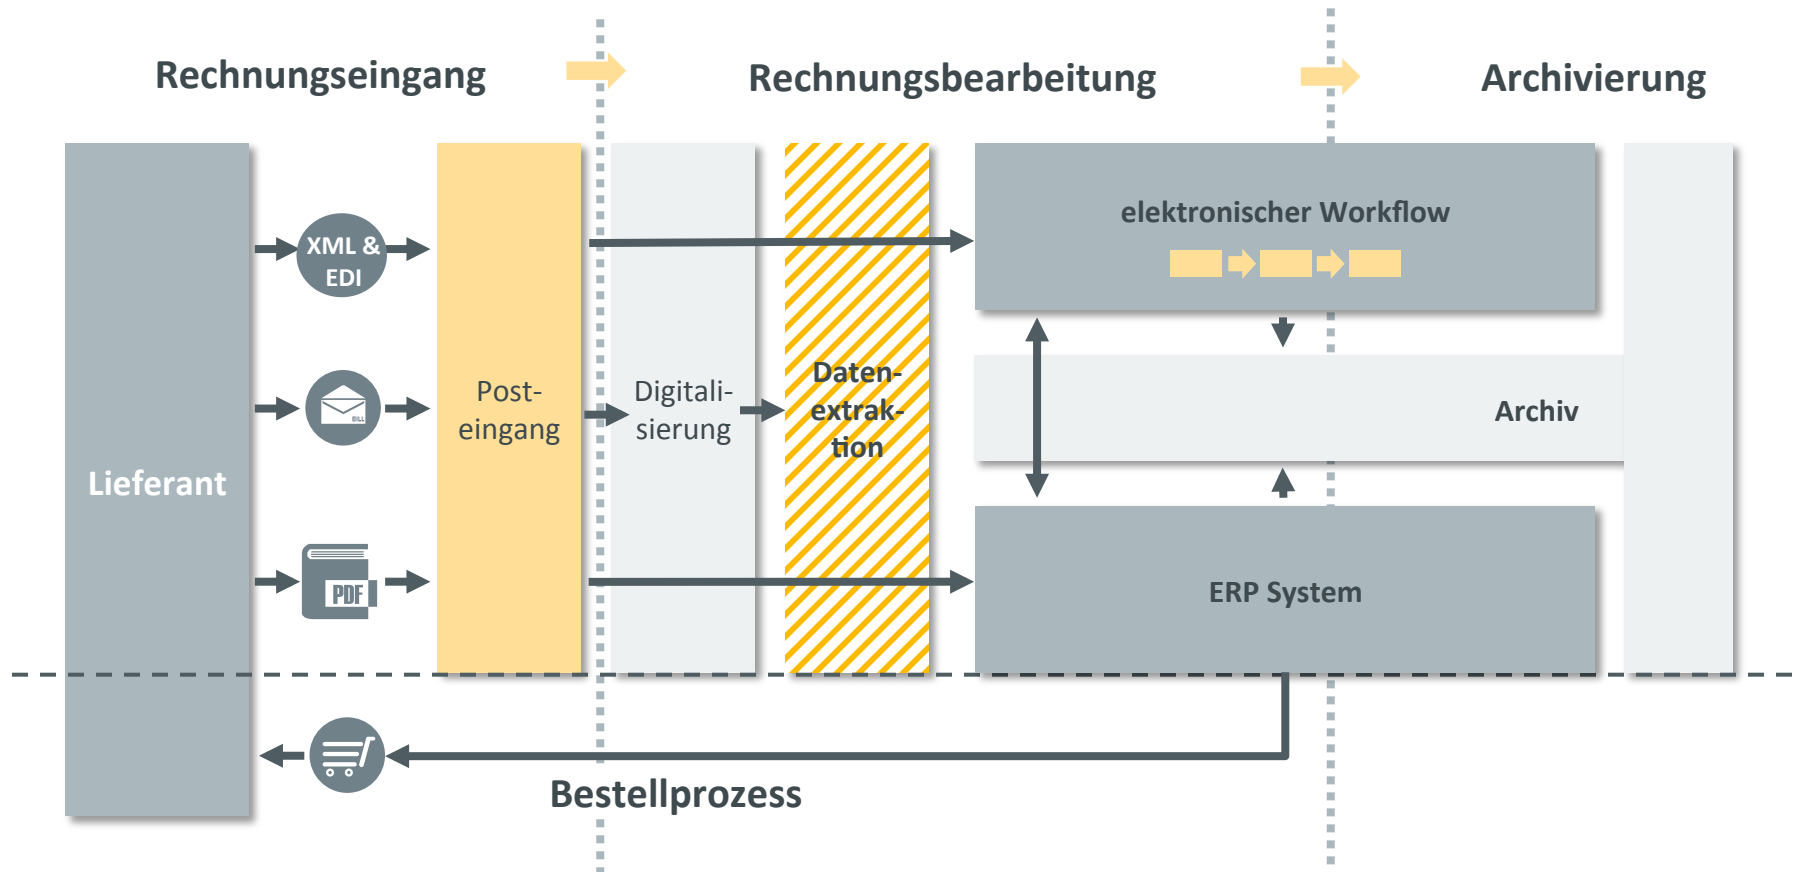 Rechnungseingang
Rechnungsbearbeitung
Archivierung
Lieferant
XML &
EDI
BILL
PDF
Post-
eingang
Digitali-
sierung
Daten-
extrak-
tion
elektronischer Workflow
Archiv
ERP System
Bestellprozess